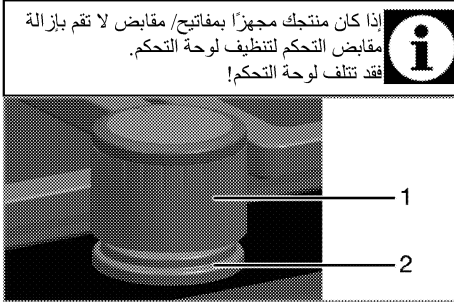 إذا كان منتجك مجهزًا بمفاتيح/ مقابض لا تقم بإزالة
مقابض التحكم لتنظيف لوحة التحكم.
فقد تتلف لوحة التحكم!
1
2